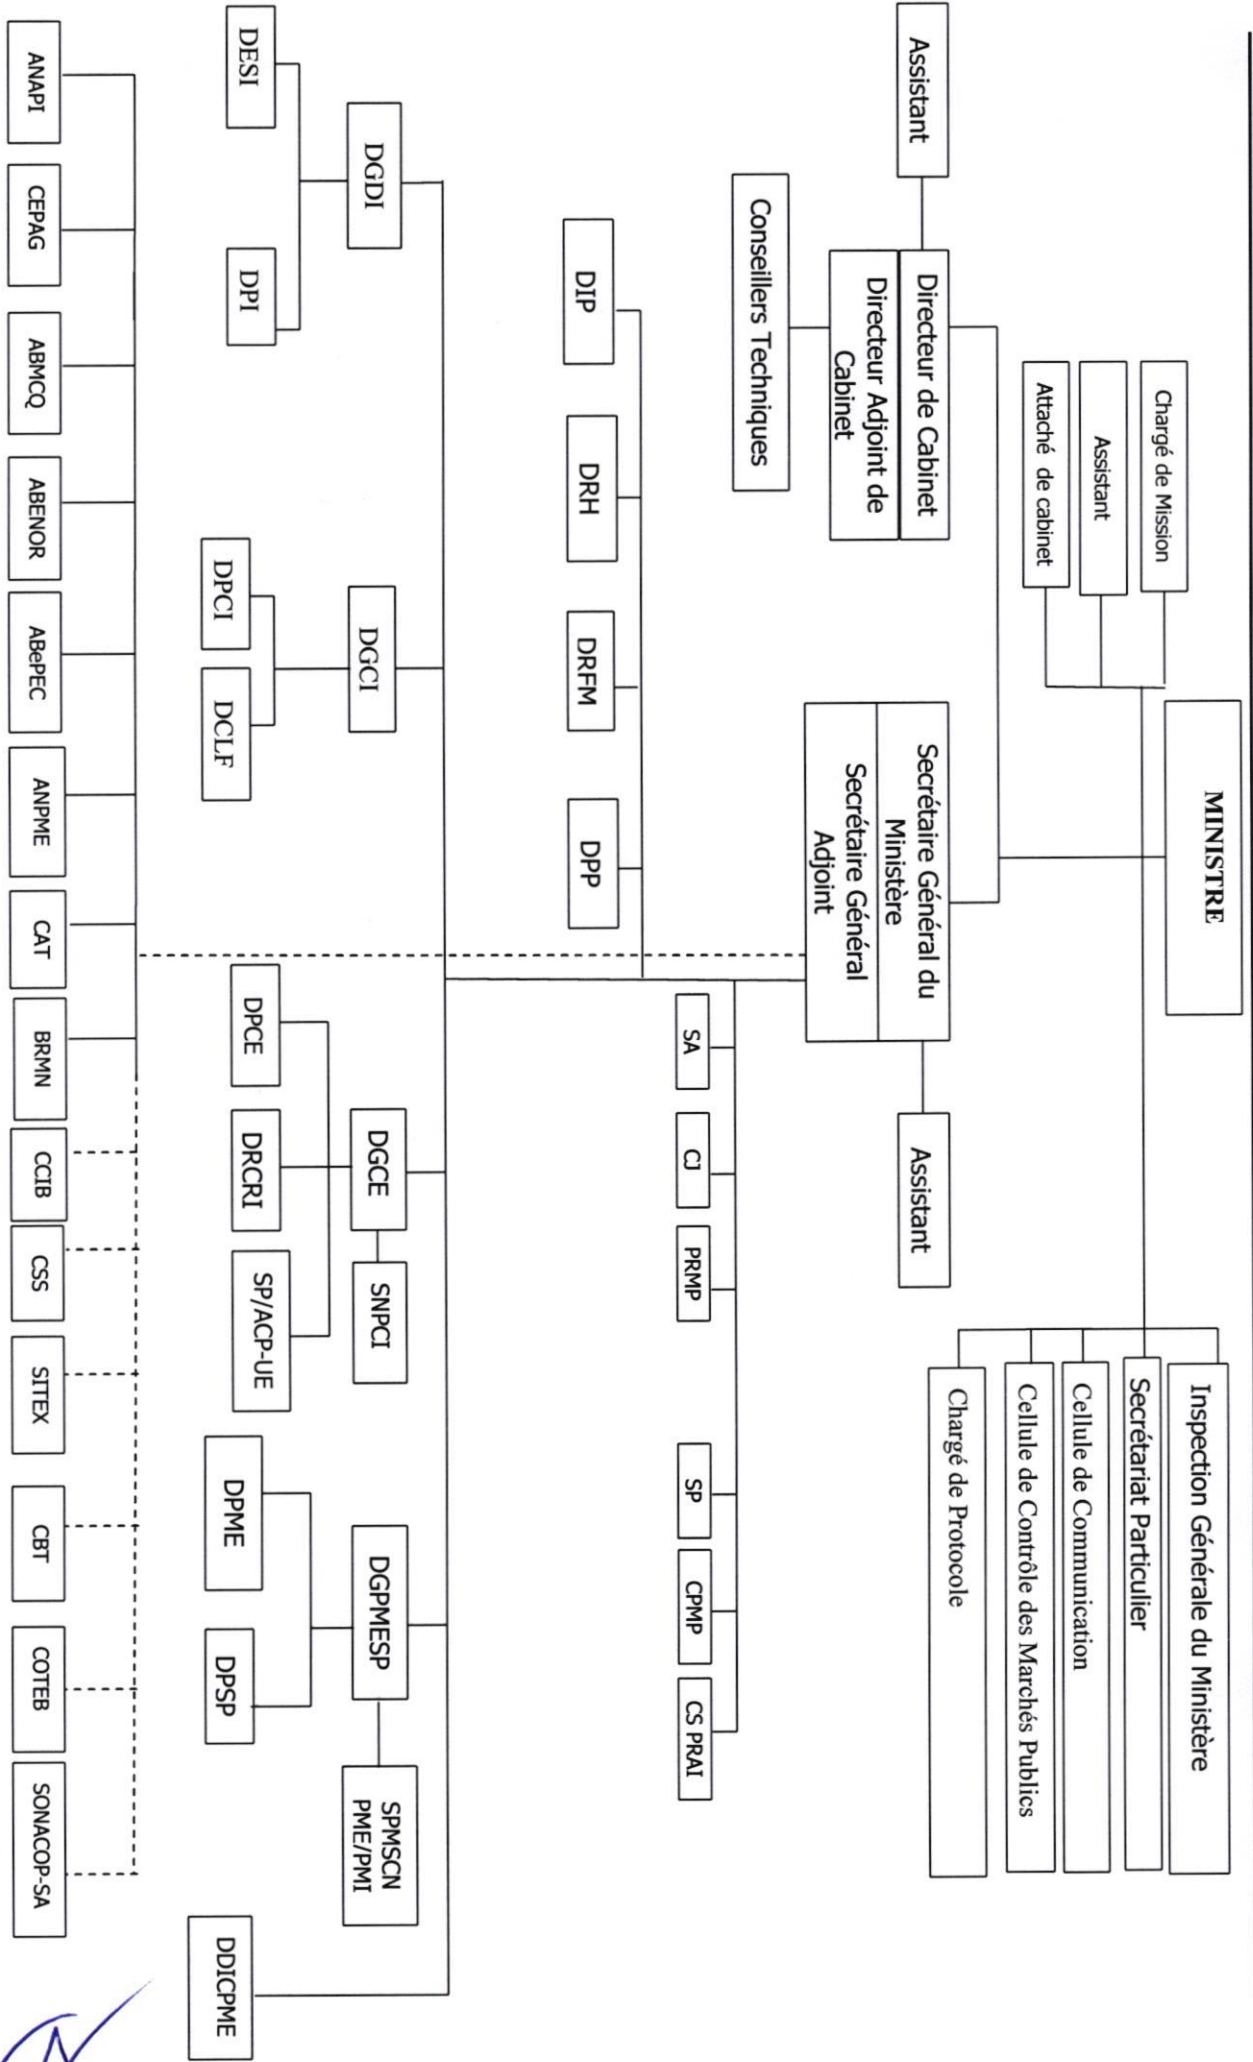 MINISTRE
Chargé de Mission
Assistant
Attaché de cabinet
Inspection Générale du Ministère
Secrétariat Particulier
Cellule de Communication
Cellule de Contrôle des Marchés Publics
Chargé de Protocole
Assistant
Directeur de Cabinet
Directeur Adjoint de
Cabinet
Conseillers Techniques
Secrétaire Général du
Ministère
Secrétaire Général
Adjoint
Assistant
SA
CJ
PRMP
SP
CPMP
CS PRAI
DIP
DRH
DRFM
DPP
DGDI
DGCI
DGCE
SNPCI
DGPMESP
SPMSCN
PME/PMI
DESI
DPI
DPCI
DCLF
DPCE
DRCRI
SP/ACP-UE
DPME
DPSP
DDICPME
ANAPI
CEPAG
ABMCQ
ABENOR
ABePEC
ANPME
CAT
BRMN
CCIB
CSS
SITEX
CBT
COTEB
SONACOP-SA